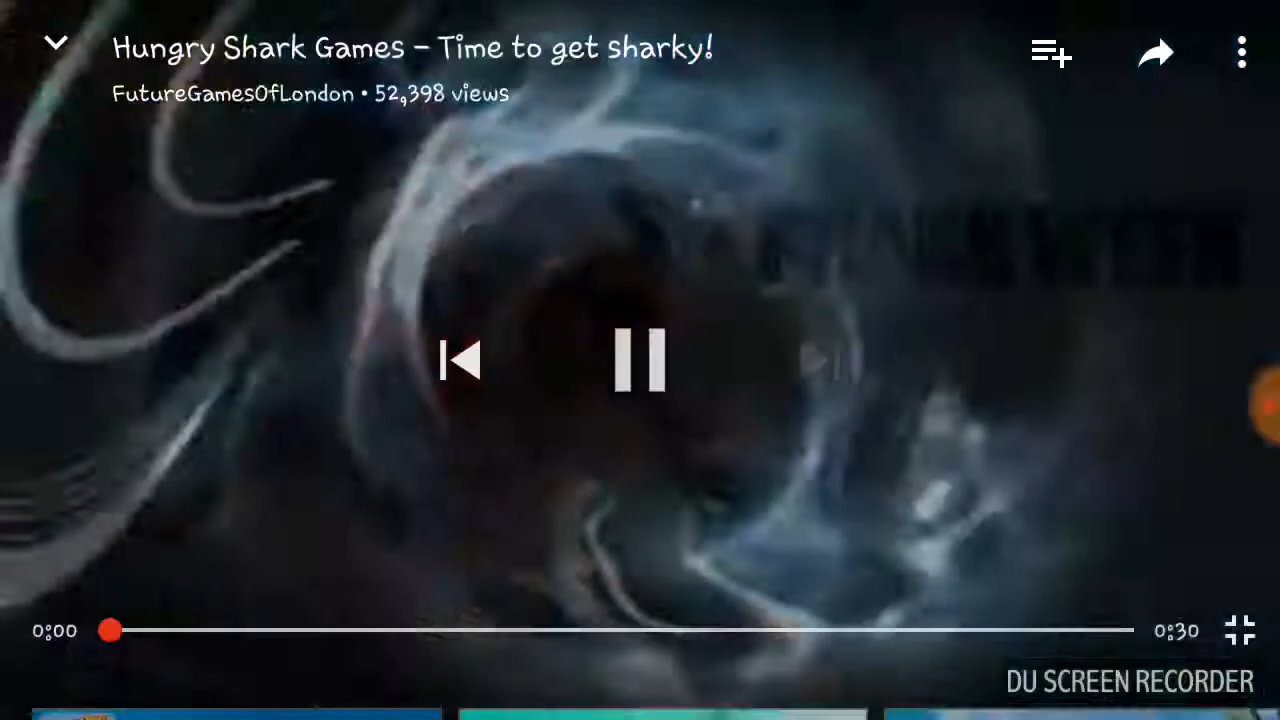 Hungry Shark Games - Time to get sharky!
FutureGamesOfLondon • 52,398 views
0:00
0:30
DU SCREEN RECORDER